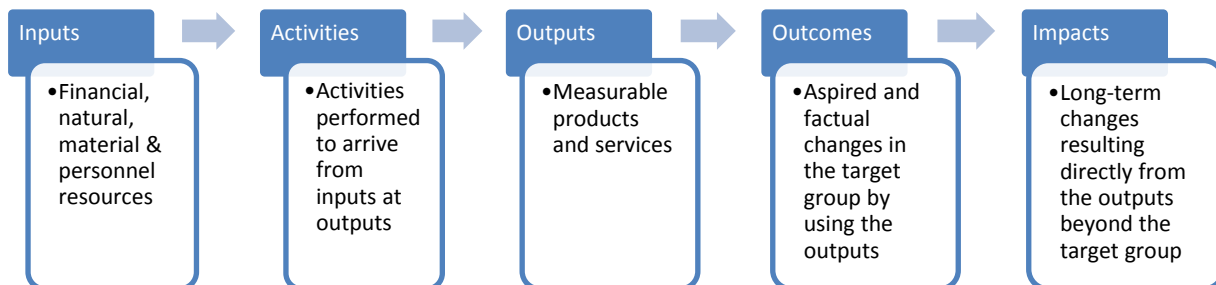 Inputs
•Financial,
natural,
material &
personnel
resources
Activities
•Activities
performed
to arrive
from
inputs at
outputs
Outputs
•Measurable
products
and services
Outcomes
•Aspired and
factual
changes in
the target
group by
using the
outputs
Impacts
•Long-term
changes
resulting
directly from
the outputs
beyond the
target group